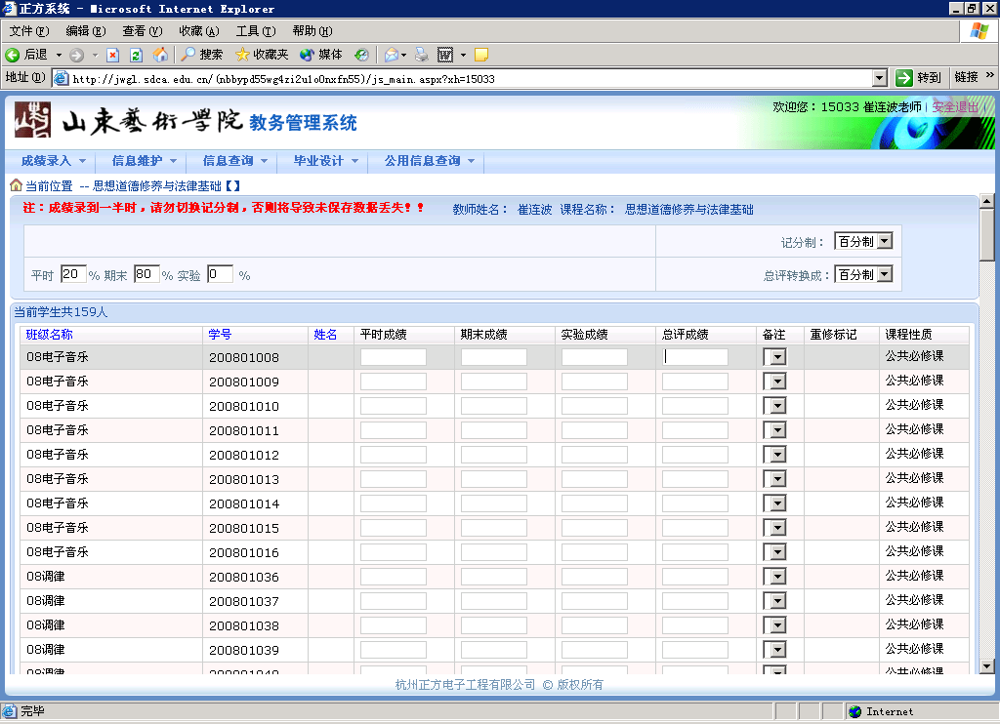 正方系统 - Microsoft Internet Explorer
文件(F) 编辑(E) 查看(V) 收藏(A) 工具(T) 帮助(H)
后退 搜索 收藏夹 媒体
地址(D) http://jwgl.sdca.edu.cn/(nbbypd55wg4zi2u1o0nxfn55)/js_main.aspx?xh=15033 转到 链接 »
山东艺术学院 教务管理系统 欢迎您：15033 崔连波老师 | 安全退出
成绩录入 信息维护 信息查询 毕业设计 公用信息查询
当前位置 -- 思想道德修养与法律基础【】
注：成绩录到一半时，请勿切换记分制，否则将导致未保存数据丢失！！ 教师姓名： 崔连波 课程名称： 思想道德修养与法律基础
记分制： 百分制
平时 20 % 期末 80 % 实验 0 % 总评转换成： 百分制
当前学生共159人
班级名称 学号 姓名 平时成绩 期末成绩 实验成绩 总评成绩 备注 重修标记 课程性质
08电子音乐 200801008 公共必修课
08电子音乐 200801009 公共必修课
08电子音乐 200801010 公共必修课
08电子音乐 200801011 公共必修课
08电子音乐 200801012 公共必修课
08电子音乐 200801013 公共必修课
08电子音乐 200801014 公共必修课
08电子音乐 200801015 公共必修课
08电子音乐 200801016 公共必修课
08调律 200801036 公共必修课
08调律 200801037 公共必修课
08调律 200801038 公共必修课
08调律 200801039 公共必修课
08调律 200801040 公共必修课
杭州正方电子工程有限公司 © 版权所有
完毕 Internet